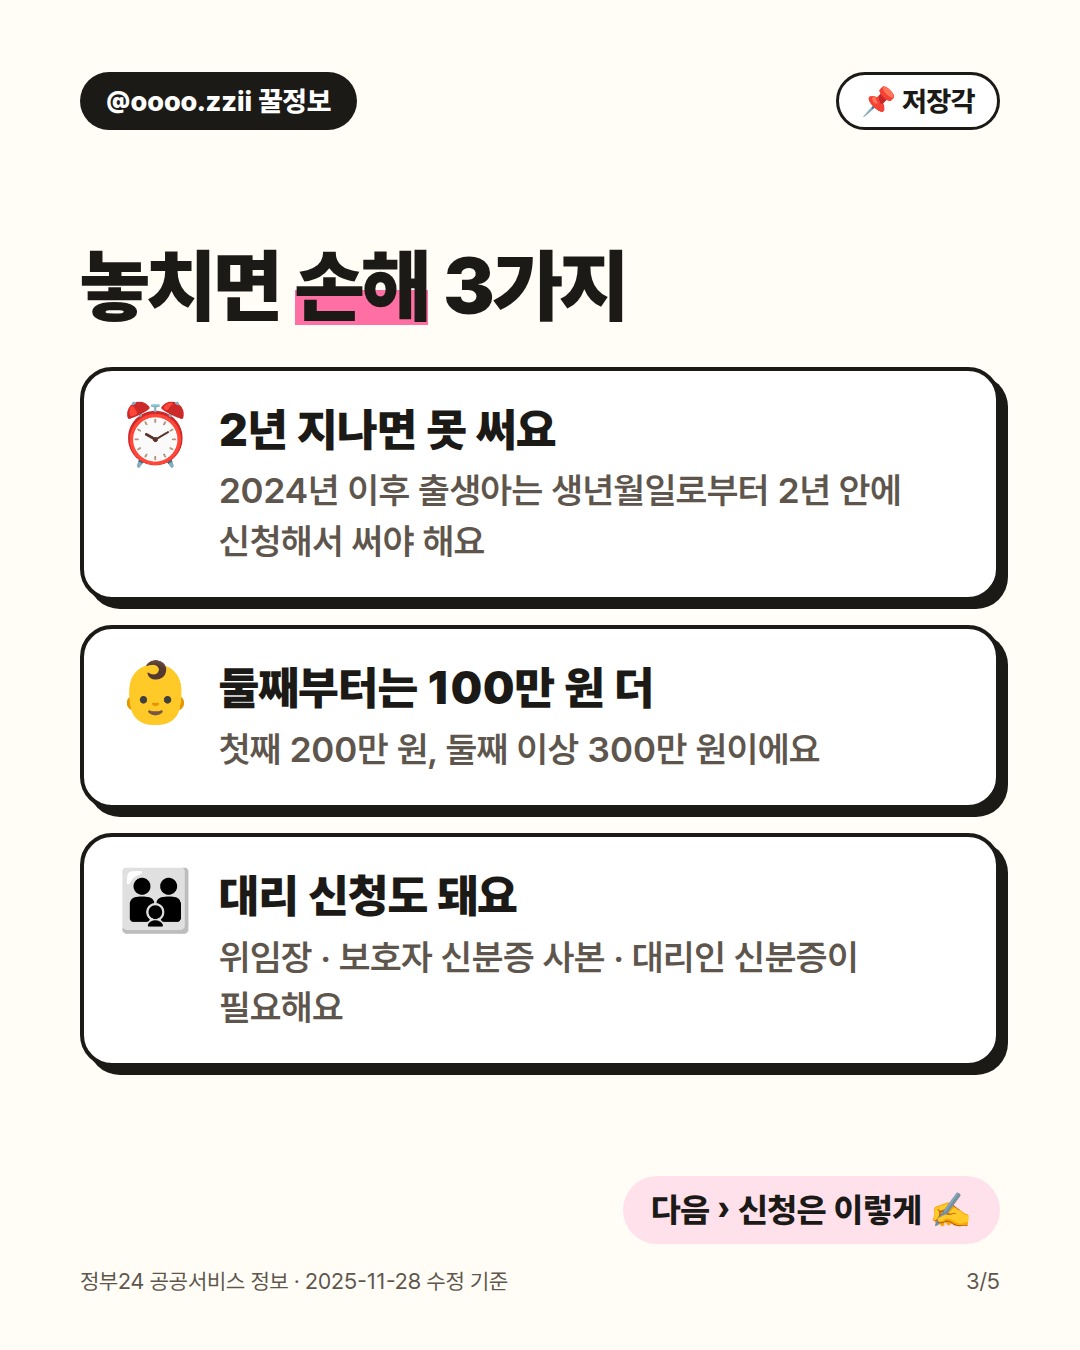 @oooo.zzii 꿀정보
📌 저장각
놓치면 손해 3가지
2년 지나면 못 써요
2024년 이후 출생아는 생년월일로부터 2년 안에
신청해서 써야 해요
둘째부터는 100만 원 더
첫째 200만 원, 둘째 이상 300만 원이에요
대리 신청도 돼요
위임장 · 보호자 신분증 사본 · 대리인 신분증이
필요해요
다음 › 신청은 이렇게 ✍️
정부24 공공서비스 정보 · 2025-11-28 수정 기준
3/5